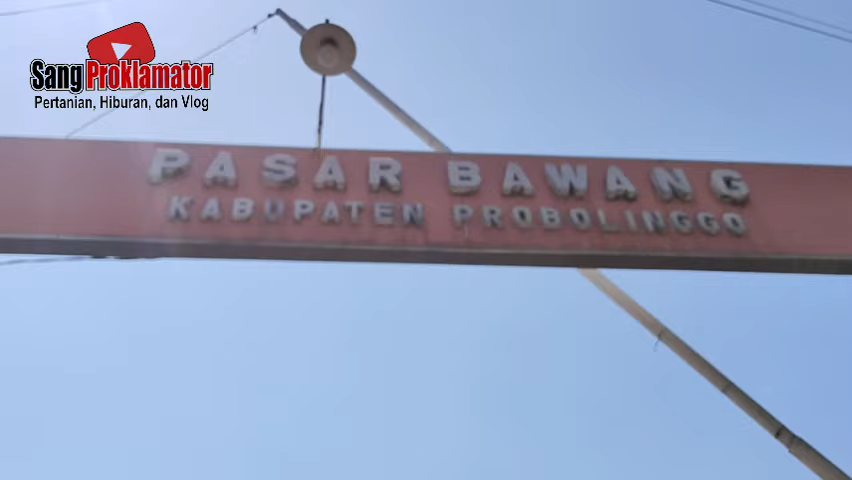 Sang Proklamator
Pertanian, Hiburan, dan Vlog
PASAR BAWANG
KABUPATEN PROBOLINGGO